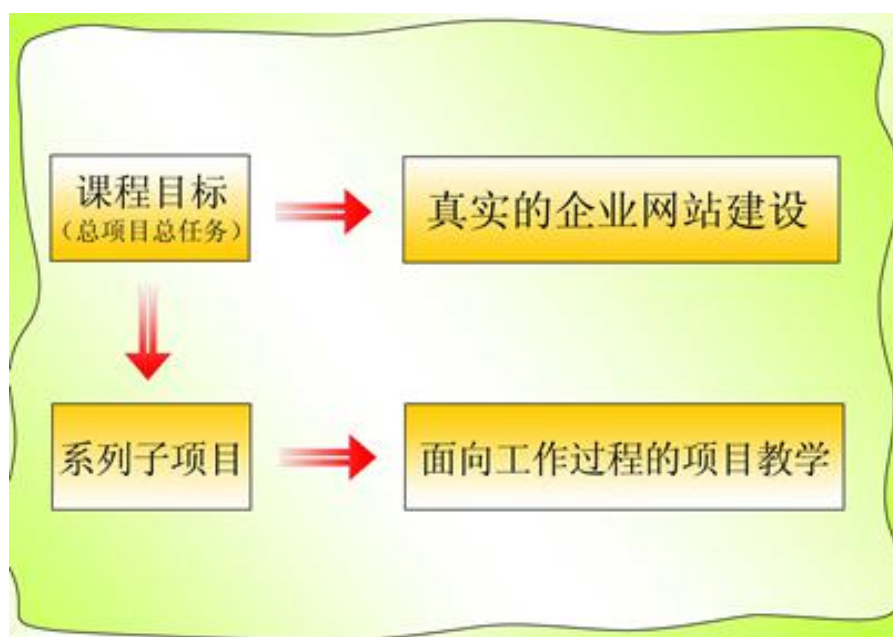 课程目标
（总项目总任务）
真实的企业网站建设
系列子项目
面向工作过程的项目教学